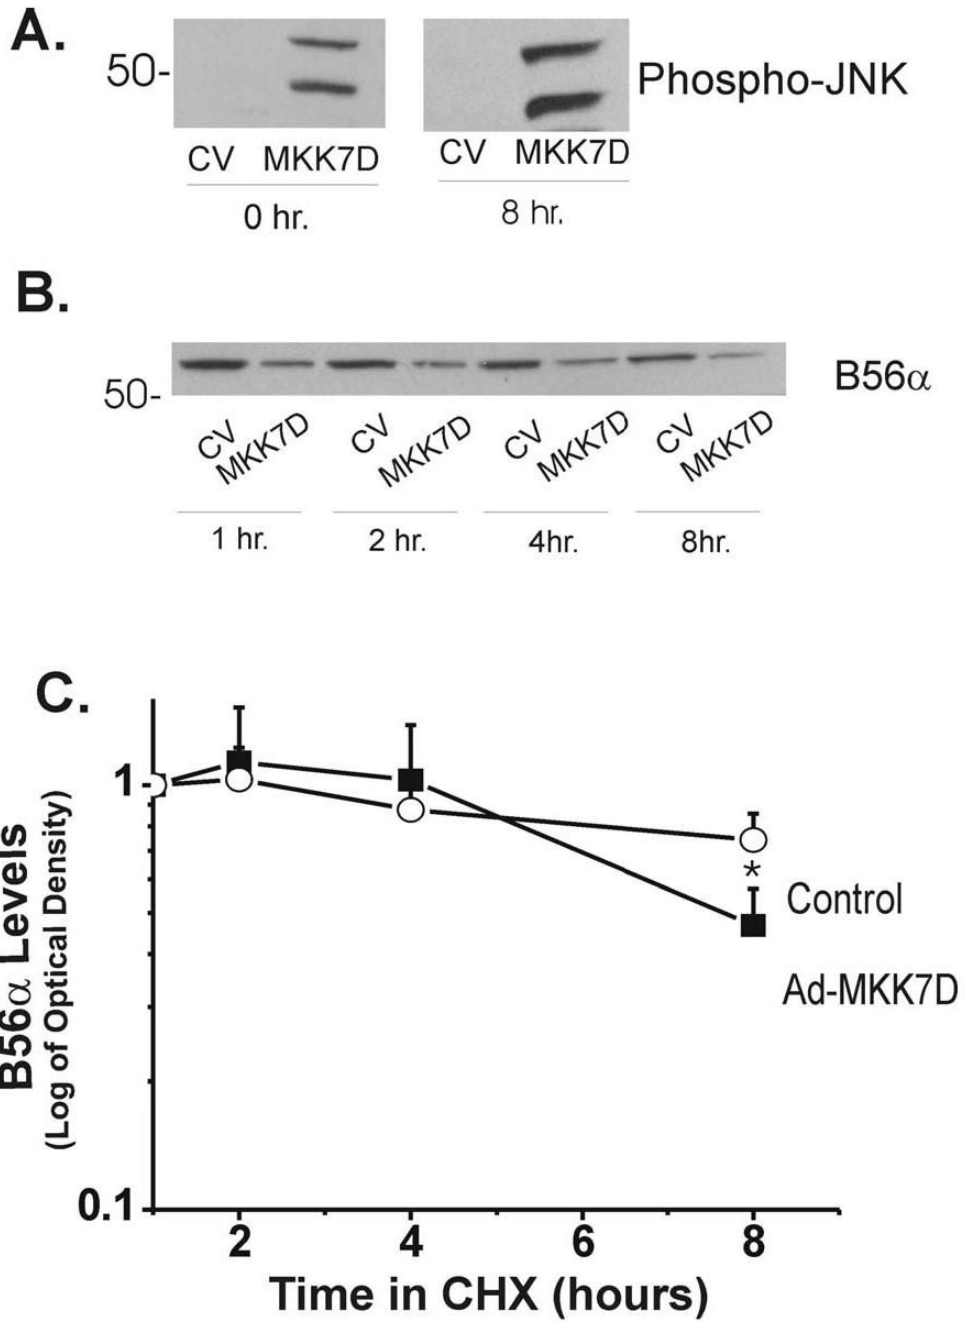 A.
50-
Phospho-JNK
CV MKK7D
CV MKK7D
0 hr.
8 hr.
B.
50-
B56α
CV MKK7D CV MKK7D CV MKK7D CV MKK7D
1 hr. 2 hr. 4hr. 8hr.
C.
1
B56α Levels
(Log of Optical Density)
*
Control
Ad-MKK7D
0.1
2 4 6 8
Time in CHX (hours)